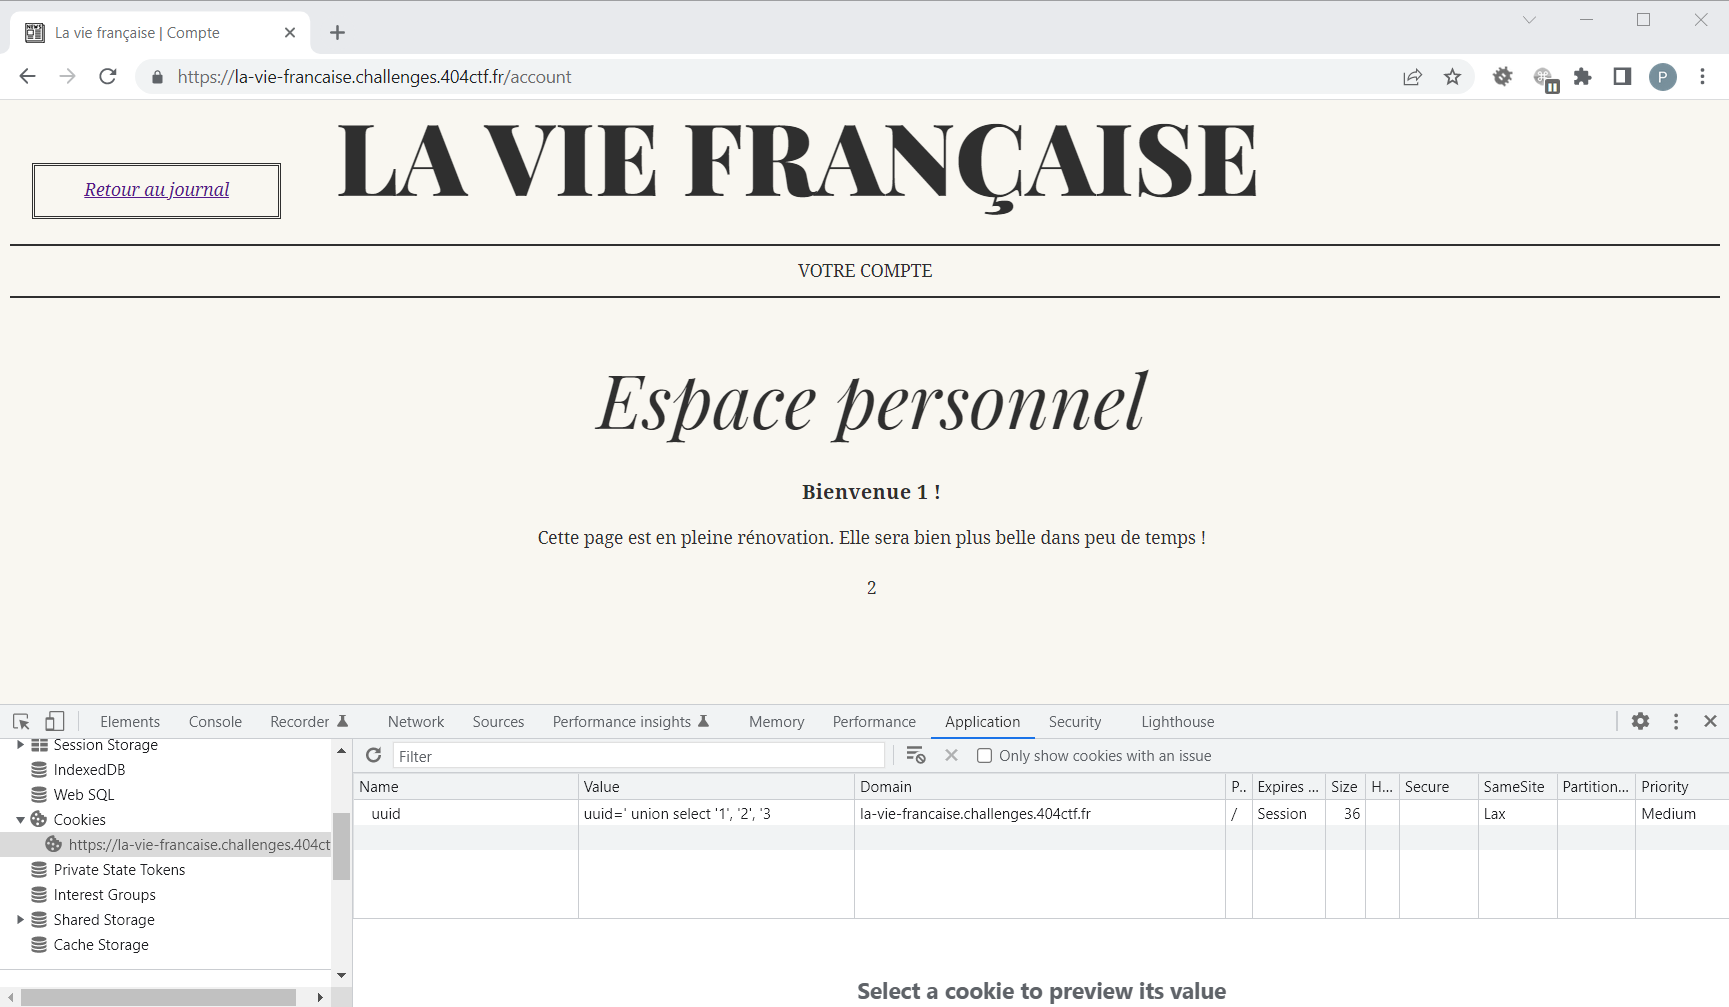 La vie française | Compte
https://la-vie-francaise.challenges.404ctf.fr/account
P
LA VIE FRANÇAISE
Retour au journal
VOTRE COMPTE
Espace personnel
Bienvenue 1 !
Cette page est en pleine rénovation. Elle sera bien plus belle dans peu de temps !
2
Elements Console Recorder Network Sources Performance insights Memory Performance Application Security Lighthouse
Session Storage
IndexedDB
Web SQL
Cookies
https://la-vie-francaise.challenges.404ct
Private State Tokens
Interest Groups
Shared Storage
Cache Storage
Filter
Only show cookies with an issue
Name Value Domain P.. Expires ... Size H... Secure SameSite Partition... Priority
uuid uuid=' union select '1', '2', '3 la-vie-francaise.challenges.404ctf.fr / Session 36 Lax Medium
Select a cookie to preview its value